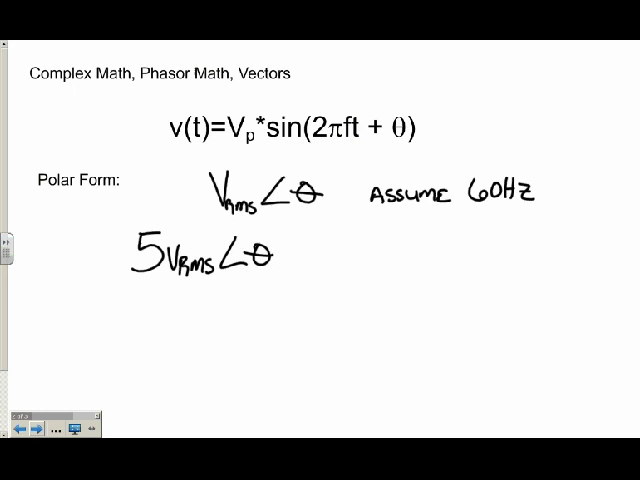 Complex Math, Phasor Math, Vectors
v(t)=Vp*sin(2πft + θ)
Polar Form: VRMS∠θ ASSUME 60HZ
5VRMS∠θ